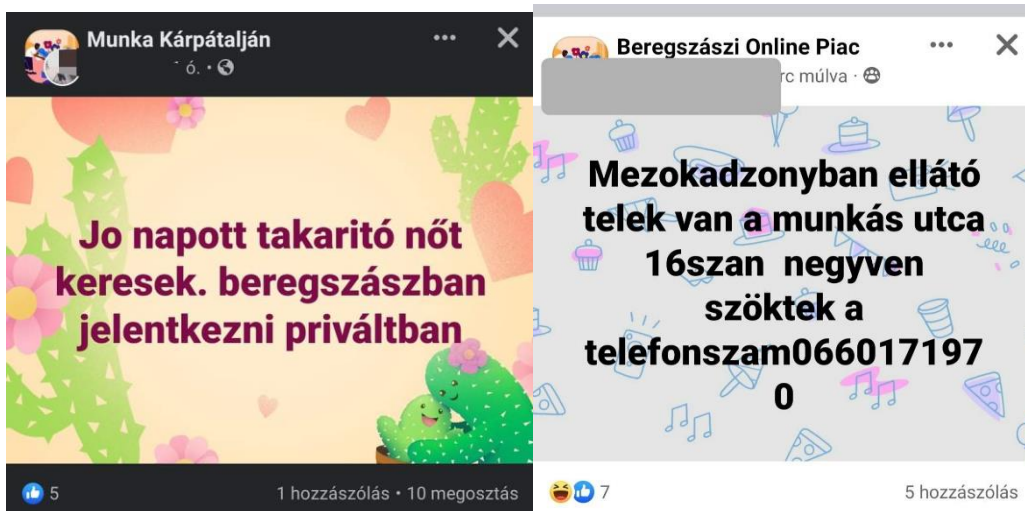 Munka Kárpátalján
ó.
Jo napott takaritó nőt
keresek. beregszászban
jelentkezni priváltban
5
1 hozzászólás • 10 megosztás
Beregszászi Online Piac
rc múlva
Mezokadzonyban ellátó
telek van a munkás utca
16szan negyven
szöktek a
telefonszam066017197
0
7
5 hozzászólás